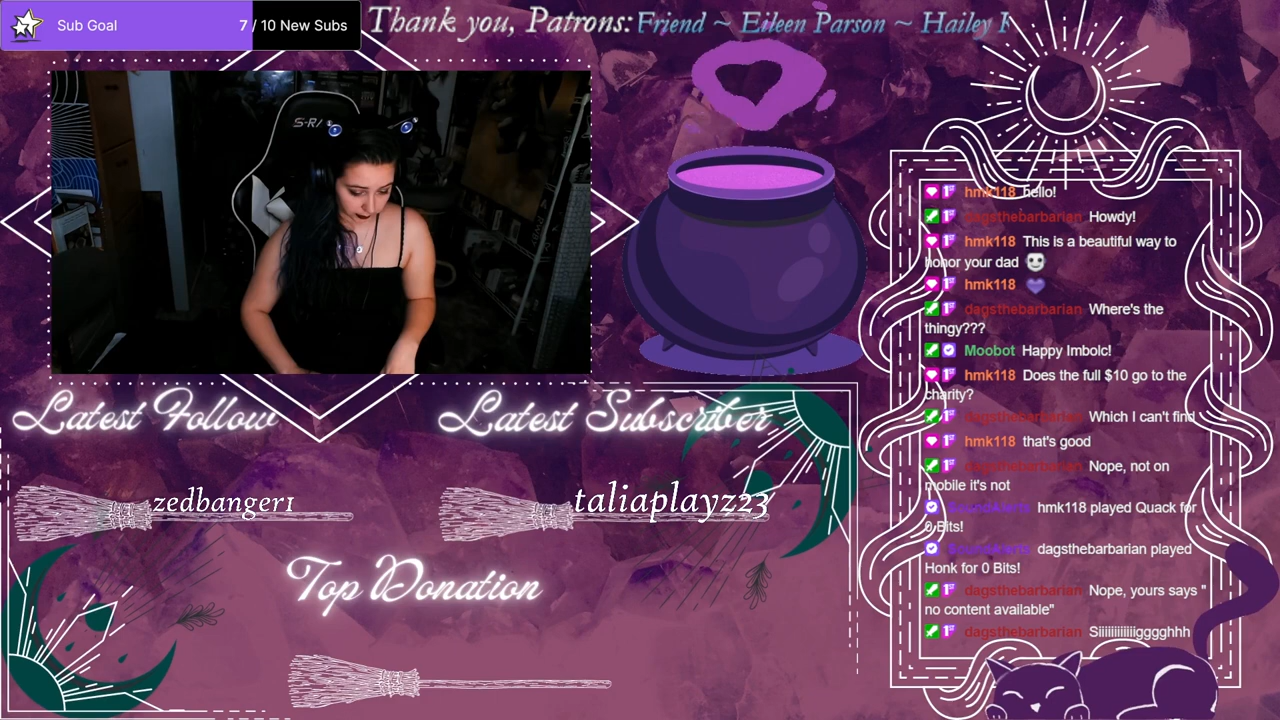 Sub Goal 7 / 10 New Subs
Thank you, Patrons: Friend ~ Eileen Parson ~ Hailey
S-RA
Latest Follow
zedbanger1
Latest Subscriber
taliaplayz23
Top Donation
hmk118 hello!
dagsthebarbarian Howdy!
hmk118 This is a beautiful way to
honor your dad
hmk118
dagsthebarbarian Where's the
thingy???
Moobot Happy Imbolc!
hmk118 Does the full $10 go to the
charity?
dagsthebarbarian Which I can't find
hmk118 that's good
dagsthebarbarian Nope, not on
mobile it's not
SoundAlerts hmk118 played Quack for
0 Bits!
SoundAlerts dagsthebarbarian played
Honk for 0 Bits!
dagsthebarbarian Nope, yours says "
no content available"
dagsthebarbarian Siiiiiiiiiiiigggghhh